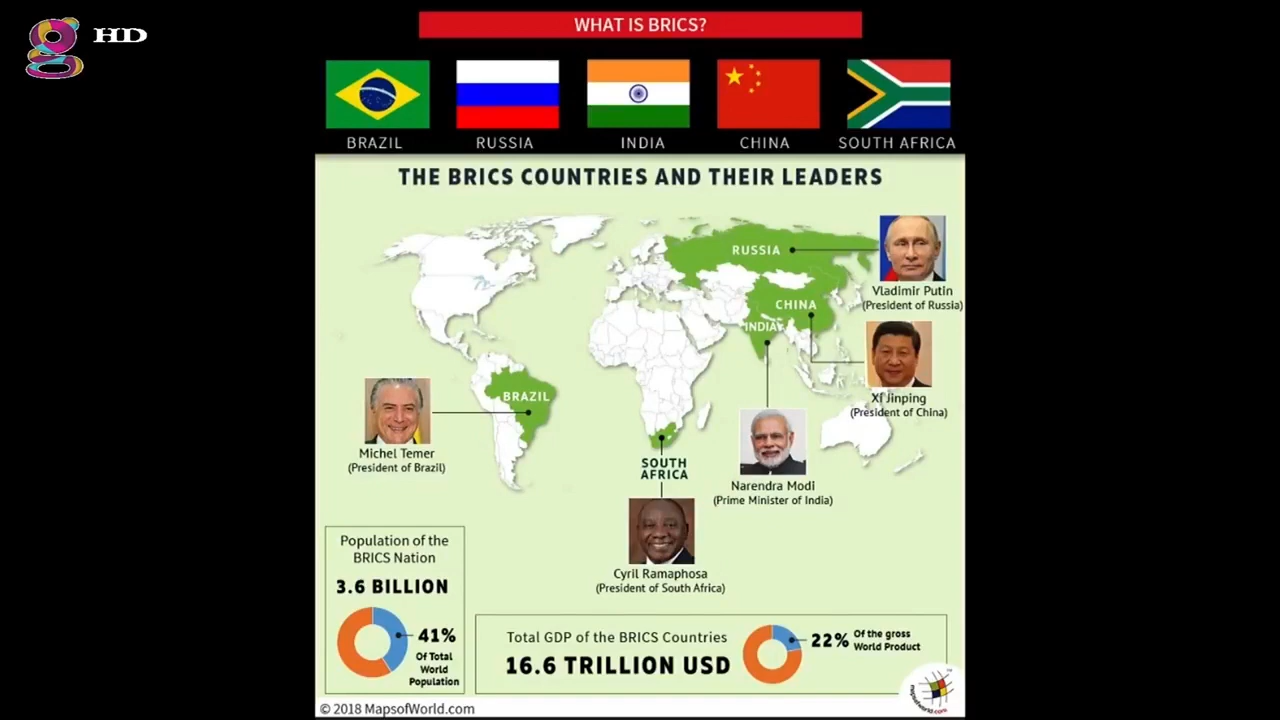 g HD
WHAT IS BRICS?
BRAZIL
RUSSIA
INDIA
CHINA
SOUTH AFRICA
THE BRICS COUNTRIES AND THEIR LEADERS
RUSSIA
Vladimir Putin
(President of Russia)
CHINA
INDIA
Xi Jinping
(President of China)
BRAZIL
Michel Temer
(President of Brazil)
SOUTH
AFRICA
Narendra Modi
(Prime Minister of India)
Cyril Ramaphosa
(President of South Africa)
Population of the
BRICS Nation
3.6 BILLION
41%
Of Total
World
Population
Total GDP of the BRICS Countries
16.6 TRILLION USD
22%
Of the gross
World Product
mapsofworld.com
© 2018 MapsofWorld.com